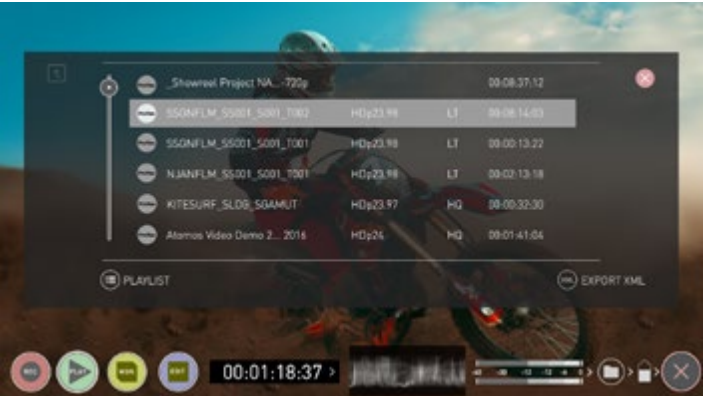 _Showreel Project NA...-720p 00:08:37:12
SSGNFLM_SS001_S001_T002 HDp23.98 LT 00:08:14:03
SSGNFLM_SS001_S001_T001 HDp23.98 LT 00:00:13:22
NJANFLM_SS001_S001_T001 HDp23.98 LT 00:02:13:18
KITESURF_SLOG_SGAMUT HDp23.97 HQ 00:00:32:30
Atomos Video Demo 2... 2016 HDp24 HQ 00:01:41:04
PLAYLIST
XML EXPORT XML
REC PLAY MON EDIT 00:01:18:37